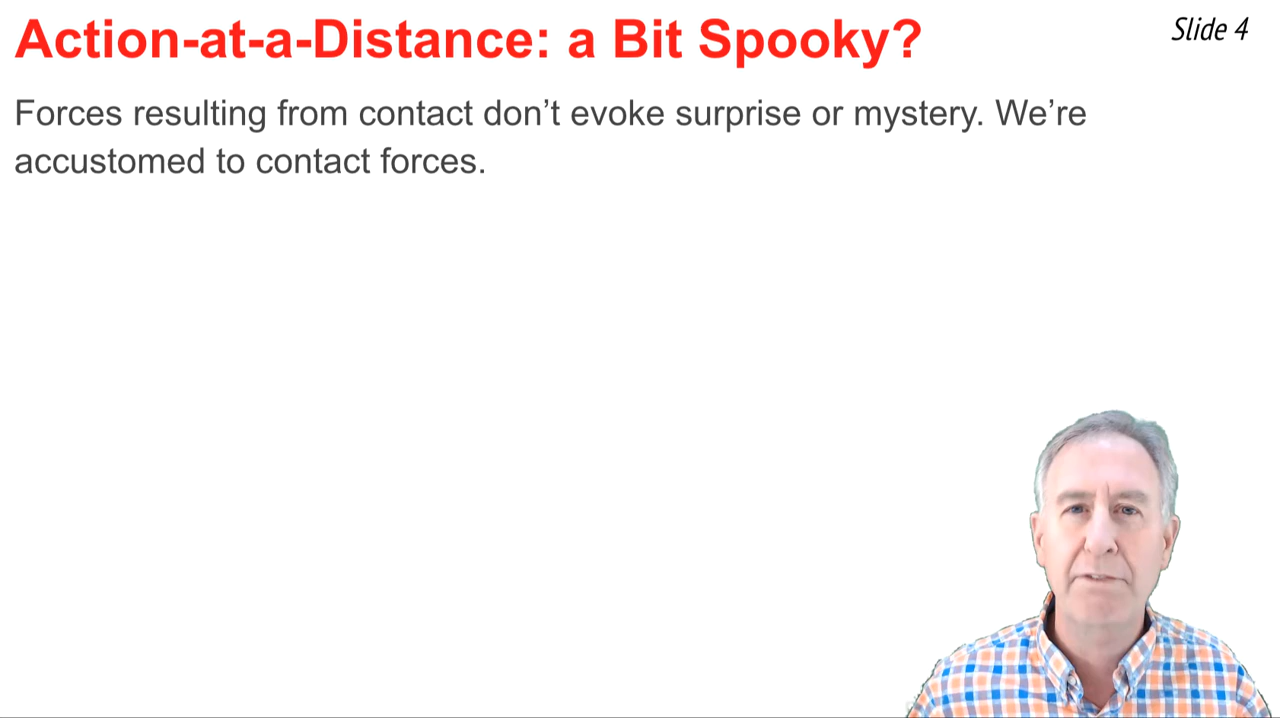 Action-at-a-Distance: a Bit Spooky?
Slide 4
Forces resulting from contact don’t evoke surprise or mystery. We’re
accustomed to contact forces.